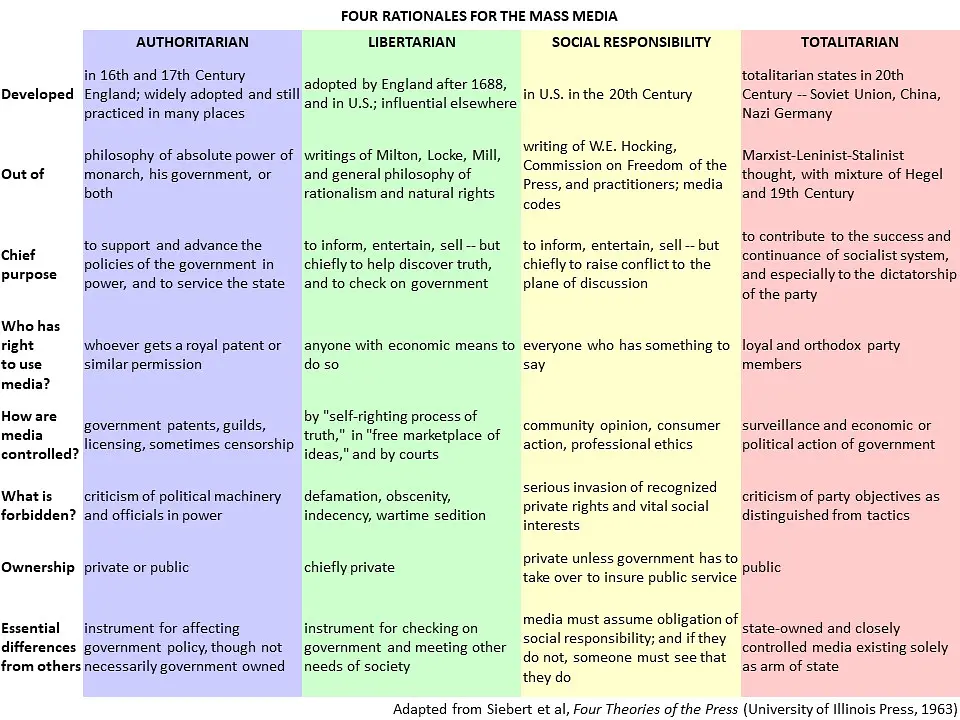 FOUR RATIONALES FOR THE MASS MEDIA
AUTHORITARIAN
LIBERTARIAN
SOCIAL RESPONSIBILITY
TOTALITARIAN
Developed
in 16th and 17th Century
England; widely adopted and still
practiced in many places
adopted by England after 1688,
and in U.S.; influential elsewhere
in U.S. in the 20th Century
totalitarian states in 20th
Century -- Soviet Union, China,
Nazi Germany
Out of
philosophy of absolute power of
monarch, his government, or
both
writings of Milton, Locke, Mill,
and general philosophy of
rationalism and natural rights
writing of W.E. Hocking,
Commission on Freedom of the
Press, and practitioners; media
codes
Marxist-Leninist-Stalinist
thought, with mixture of Hegel
and 19th Century
Chief
purpose
to support and advance the
policies of the government in
power, and to service the state
to inform, entertain, sell -- but
chiefly to help discover truth,
and to check on government
to inform, entertain, sell -- but
chiefly to raise conflict to the
plane of discussion
to contribute to the success and
continuance of socialist system,
and especially to the dictatorship
of the party
Who has
right
to use
media?
whoever gets a royal patent or
similar permission
anyone with economic means to
do so
everyone who has something to
say
loyal and orthodox party
members
How are
media
controlled?
government patents, guilds,
licensing, sometimes censorship
by "self-righting process of
truth," in "free marketplace of
ideas," and by courts
community opinion, consumer
action, professional ethics
surveillance and economic or
political action of government
What is
forbidden?
criticism of political machinery
and officials in power
defamation, obscenity,
indecency, wartime sedition
serious invasion of recognized
private rights and vital social
interests
criticism of party objectives as
distinguished from tactics
Ownership
private or public
chiefly private
private unless government has to
take over to insure public service
public
Essential
differences
from others
instrument for affecting
government policy, though not
necessarily government owned
instrument for checking on
government and meeting other
needs of society
media must assume obligation of
social responsibility; and if they
do not, someone must see that
they do
state-owned and closely
controlled media existing solely
as arm of state
Adapted from Siebert et al, Four Theories of the Press (University of Illinois Press, 1963)